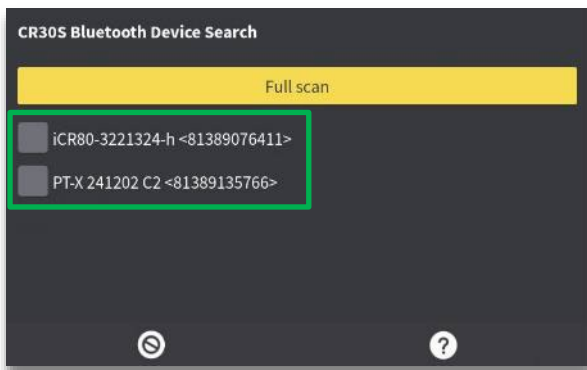 CR30S Bluetooth Device Search
Full scan
iCR80-3221324-h <81389076411>
PT-X 241202 C2 <81389135766>
?